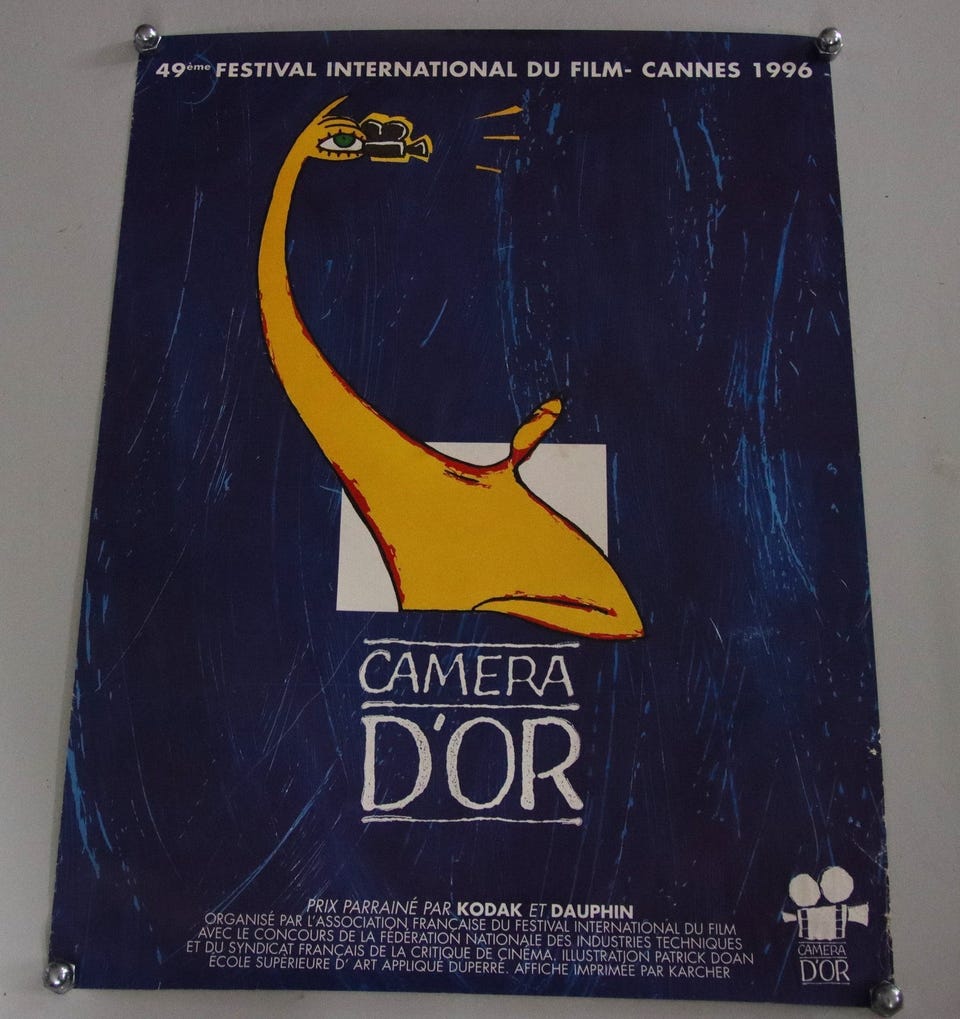 49ème FESTIVAL INTERNATIONAL DU FILM- CANNES 1996
CAMERA
D'OR
PRIX PARRAINÉ PAR KODAK ET DAUPHIN
ORGANISÉ PAR L'ASSOCIATION FRANÇAISE DU FESTIVAL INTERNATIONAL DU FILM
AVEC LE CONCOURS DE LA FÉDÉRATION NATIONALE DES INDUSTRIES TECHNIQUES
ET DU SYNDICAT FRANÇAIS DE LA CRITIQUE DE CINÉMA. ILLUSTRATION PATRICK DOAN
ÉCOLE SUPÉRIEURE D' ART APPLIQUÉ DUPERRÉ. AFFICHE IMPRIMÉE PAR KARCHER
CAMERA
D'OR